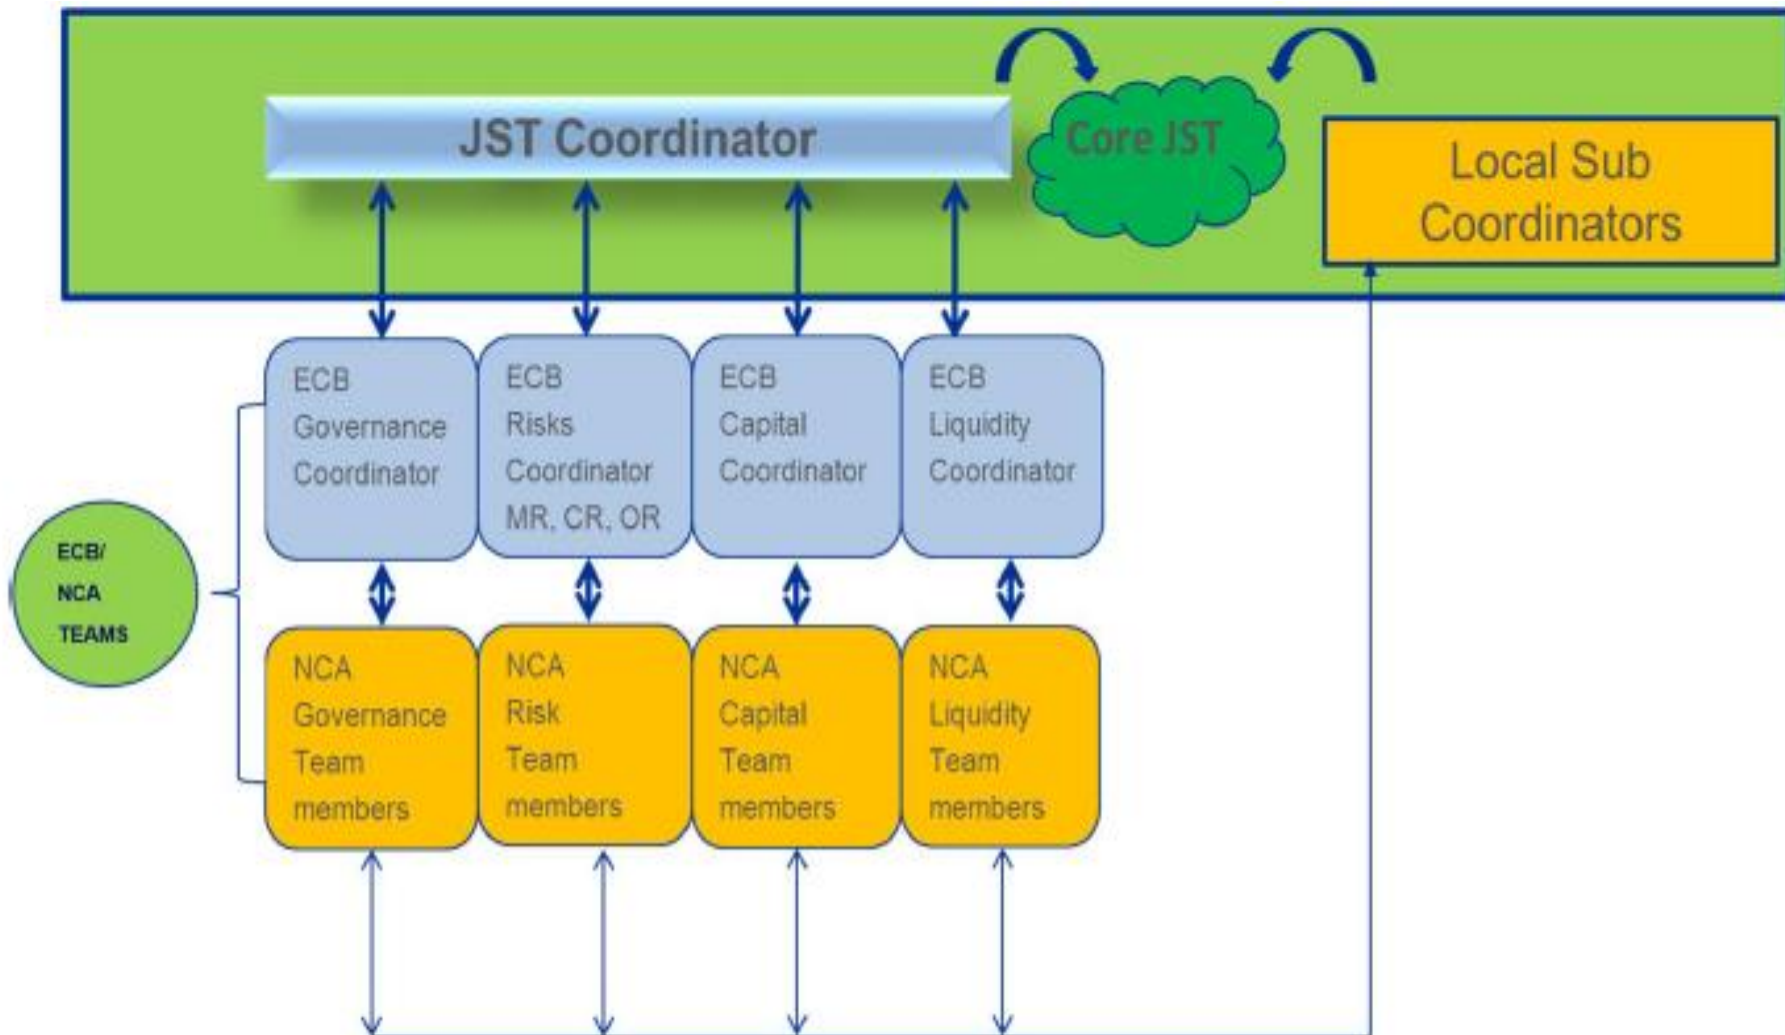 JST Coordinator
Core JST
Local Sub
Coordinators
ECB
Governance
Coordinator
ECB
Risks
Coordinator
MR, CR, OR
ECB
Capital
Coordinator
ECB
Liquidity
Coordinator
ECB/
NCA
TEAMS
NCA
Governance
Team
members
NCA
Risk
Team
members
NCA
Capital
Team
members
NCA
Liquidity
Team
members